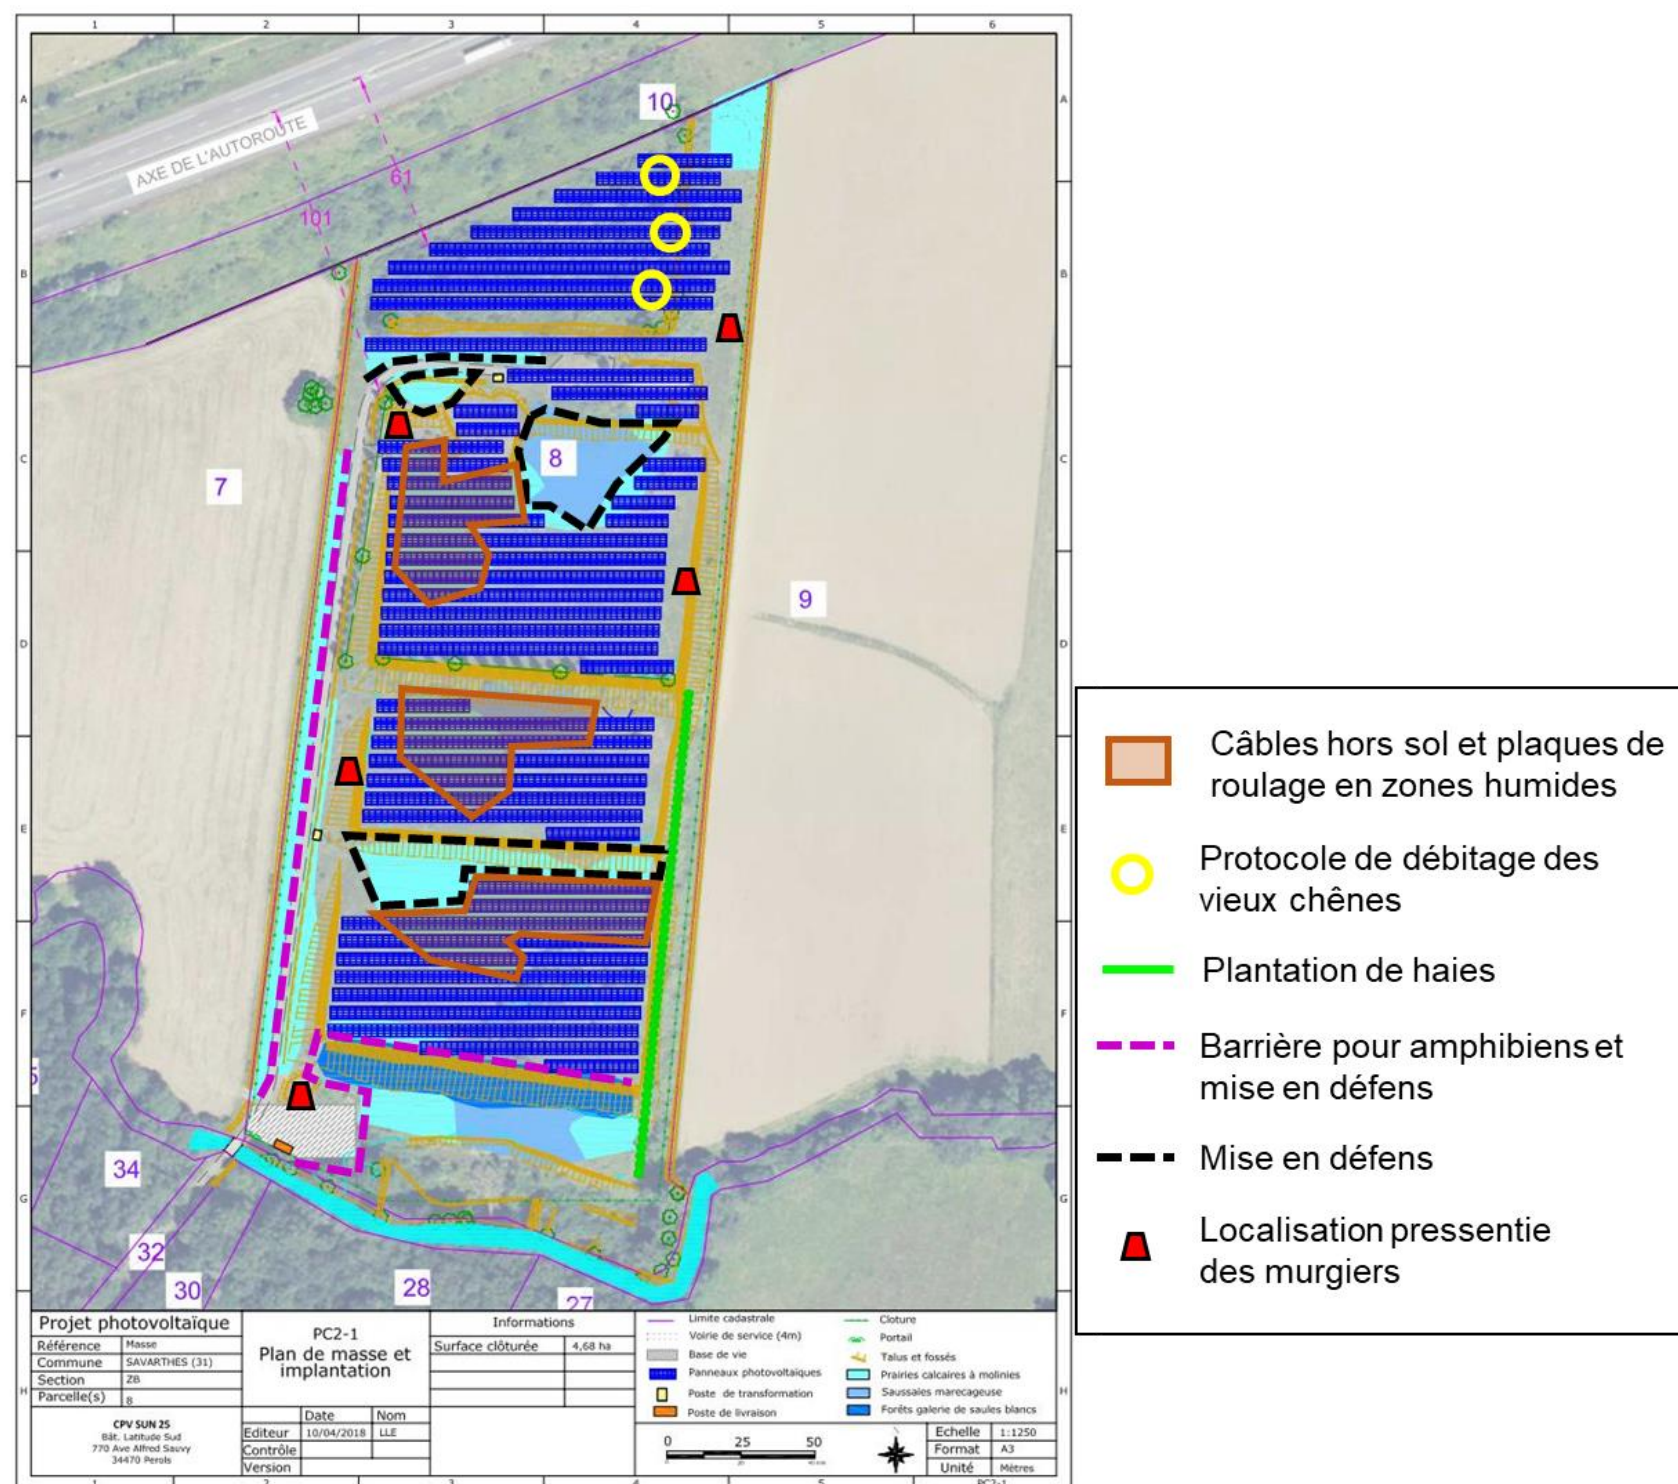 1 2 3 4 5 6
A A
10
AXE DE L'AUTOROUTE
61
101
B B
7
8
C C
9
D D
E E
F F
34
G G
32
30
28
27
Câbles hors sol et plaques de
roulage en zones humides
Protocole de débitage des
vieux chênes
Plantation de haies
Barrière pour amphibiens et
mise en défens
Mise en défens
Localisation pressentie
des murgiers
Projet photovoltaïque
Référence Masse
Commune SAVARTHES (31)
Section ZB
Parcelle(s) 8
CPV SUN 25
Bât. Latitude Sud
770 Ave Alfred Sauvy
34470 Perols
PC2-1
Plan de masse et
implantation
Date Nom
Editeur 10/04/2018 LLE
Contrôle
Version
Informations
Surface clôturée 4,68 ha
Limite cadastrale
Voirie de service (4m)
Base de vie
Panneaux photovoltaïques
Poste de transformation
Poste de livraison
Cloture
Portail
Talus et fossés
Prairies calcaires à molinies
Saussaies marecageuse
Forêts galerie de saules blancs
H H
0 25 50
Echelle 1:1250
Format A3
Unité Mètres
PC2-1
1 2 3 4 5